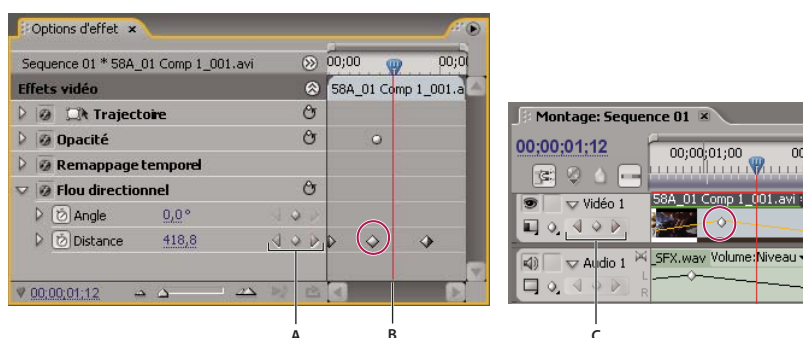 Options d'effet ×
Sequence 01 * 58A_01 Comp 1_001.avi
00;00
00;0
Effets vidéo
58A_01 Comp 1_001.a
Trajectoire
Opacité
Remappage temporel
Flou directionnel
Angle 0,0°
Distance 418,8
00;00;01;12
A
B
Montage: Sequence 01 ×
00;00;01;12
00;00;01;00
00
Vidéo 1
58A_01 Comp 1_001.avi
Audio 1
_SFX.wav Volume:Niveau
L
R
C